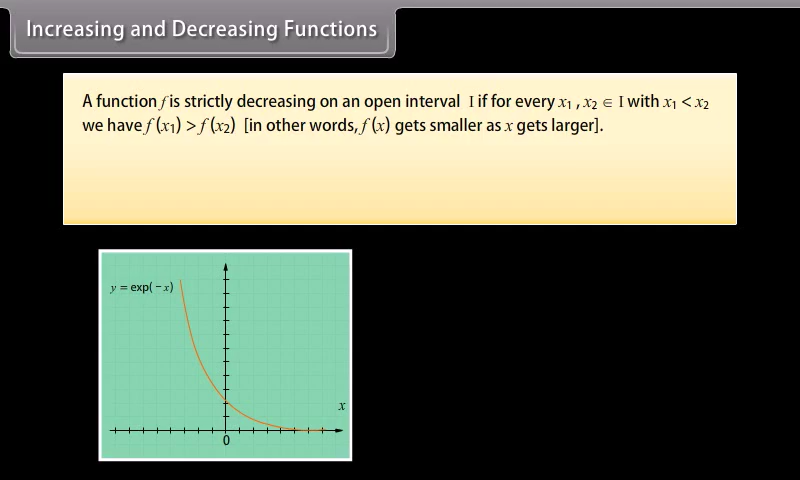 Increasing and Decreasing Functions
A function f is strictly decreasing on an open interval I if for every x₁ , x₂ ∈ I with x₁ < x₂
we have f (x₁) > f (x₂) [in other words, f (x) gets smaller as x gets larger].
y = exp( − x)
x
0